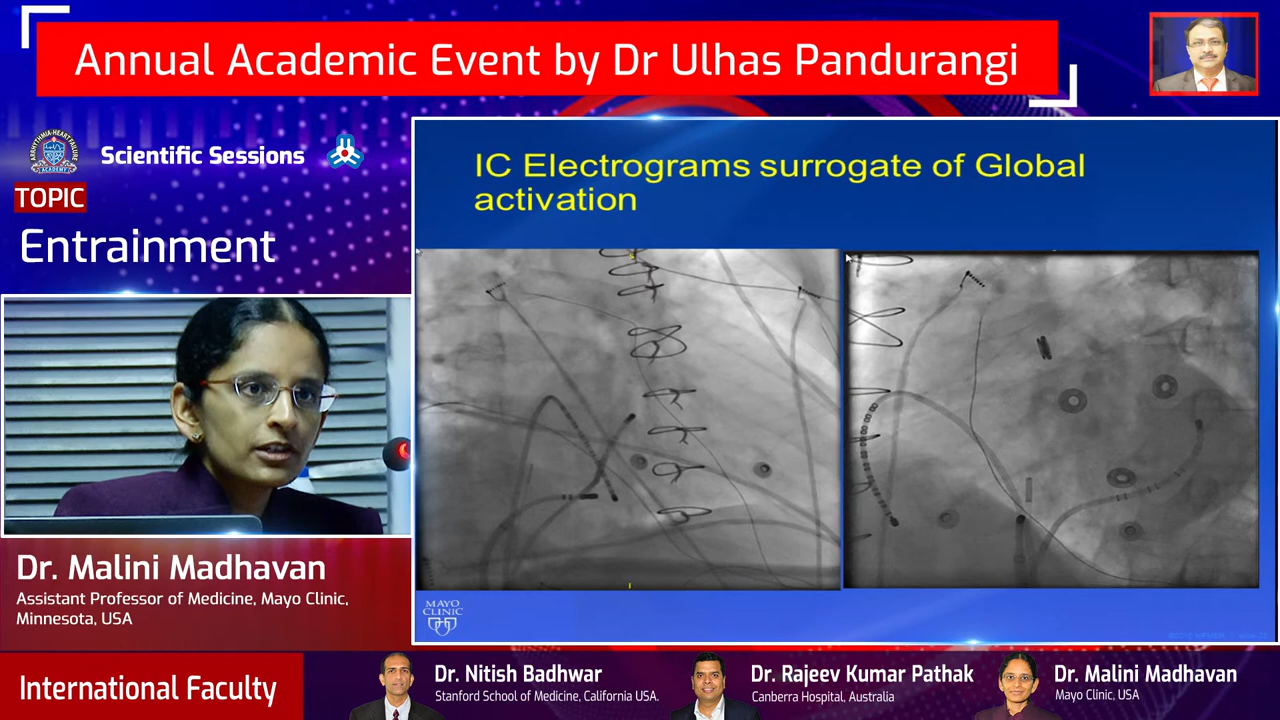 Annual Academic Event by Dr Ulhas Pandurangi
Scientific Sessions
TOPIC
Entrainment
IC Electrograms surrogate of Global
activation
MAYO
CLINIC
Dr. Malini Madhavan
Assistant Professor of Medicine, Mayo Clinic,
Minnesota, USA
International Faculty
Dr. Nitish Badhwar
Stanford School of Medicine, California USA.
Dr. Rajeev Kumar Pathak
Canberra Hospital, Australia
Dr. Malini Madhavan
Mayo Clinic, USA